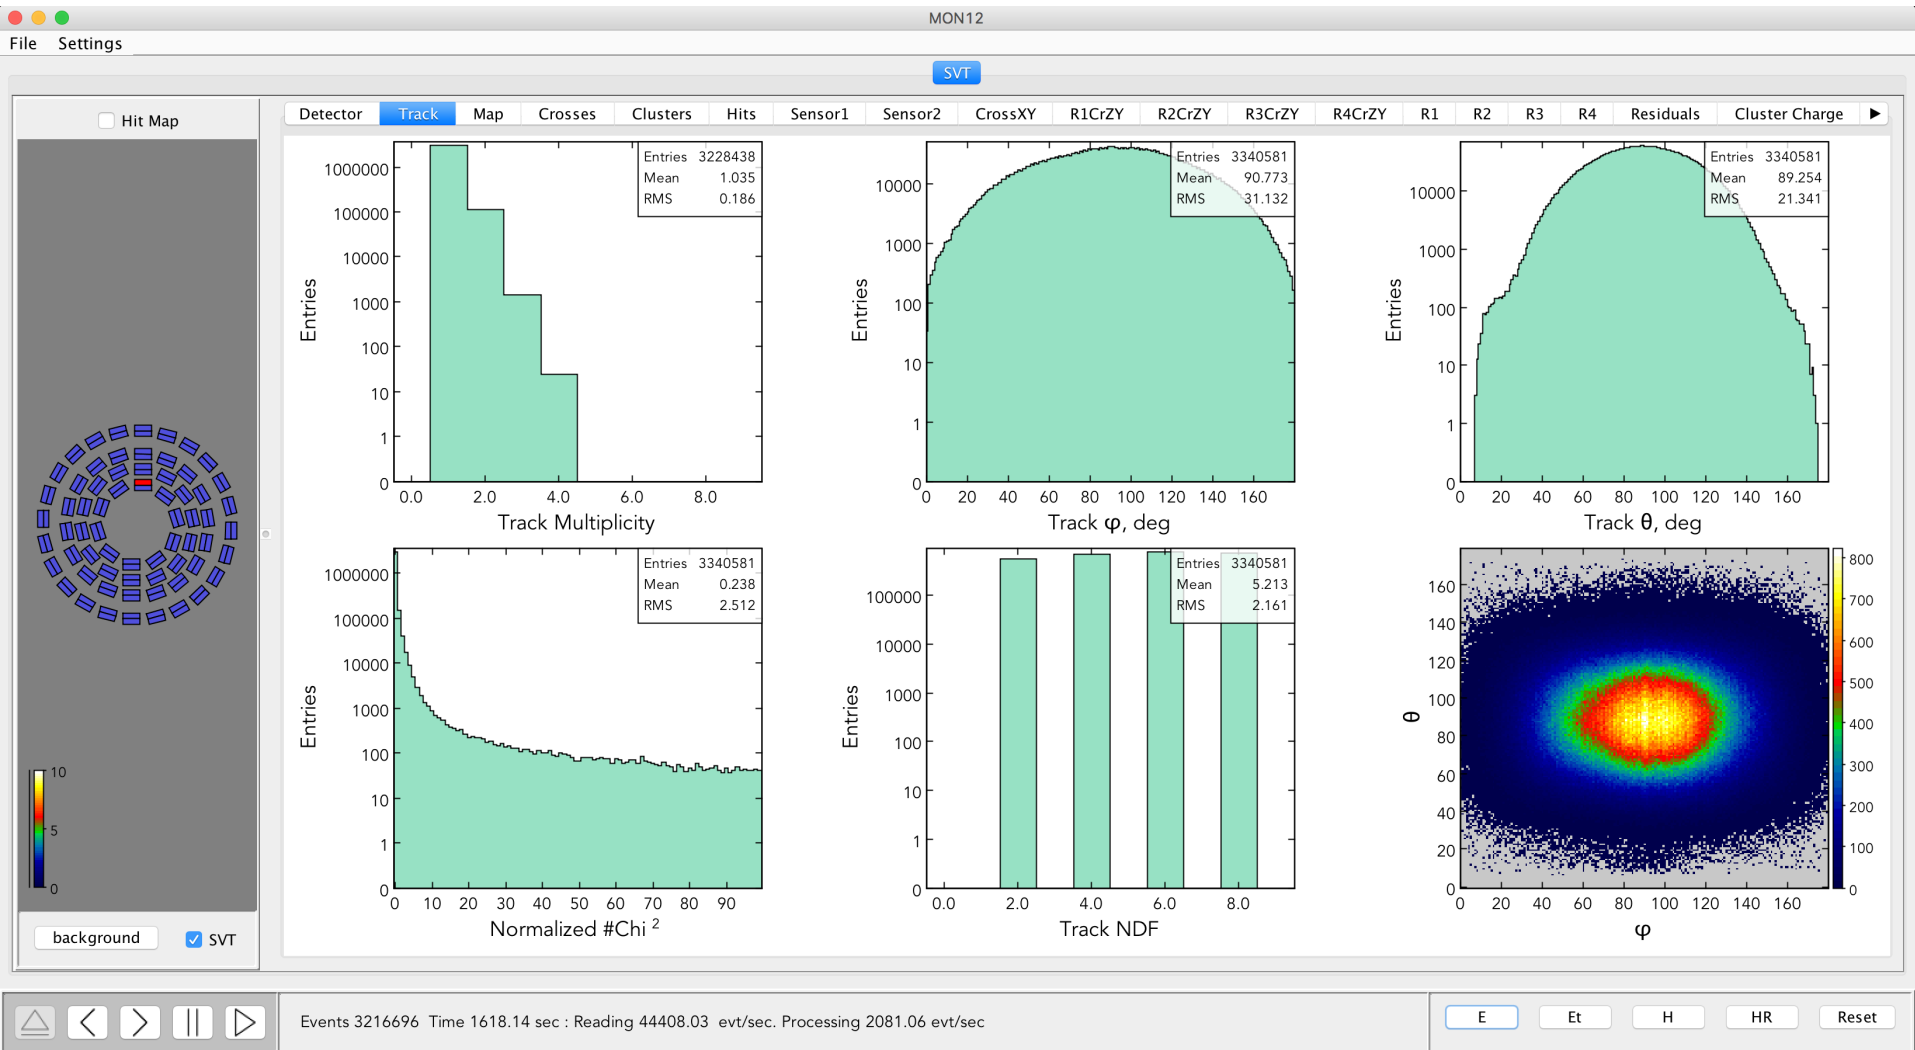 MON12
File Settings
SVT
Hit Map
Detector Track Map Crosses Clusters Hits Sensor1 Sensor2 CrossXY R1CrZY R2CrZY R3CrZY R4CrZY R1 R2 R3 R4 Residuals Cluster Charge
Entries 3228438
Mean 1.035
RMS 0.186
1000000
100000
10000
1000
100
10
1
0
Entries
0.0 2.0 4.0 6.0 8.0
Track Multiplicity
Entries 3340581
Mean 90.773
RMS 31.132
10000
1000
100
10
1
0
Entries
0 20 40 60 80 100 120 140 160
Track φ, deg
Entries 3340581
Mean 89.254
RMS 21.341
10000
1000
100
10
1
0
Entries
0 20 40 60 80 100 120 140 160
Track θ, deg
Entries 3340581
Mean 0.238
RMS 2.512
1000000
100000
10000
1000
100
10
1
0
Entries
0 10 20 30 40 50 60 70 80 90
Normalized #Chi 2
Entries 3340581
Mean 5.213
RMS 2.161
100000
10000
1000
100
10
1
0
Entries
0.0 2.0 4.0 6.0 8.0
Track NDF
160
140
120
100
80
60
40
20
0
θ
0 20 40 60 80 100 120 140 160
φ
800
700
600
500
400
300
200
100
0
10
5
0
background SVT
Events 3216696 Time 1618.14 sec : Reading 44408.03 evt/sec. Processing 2081.06 evt/sec
E Et H HR Reset